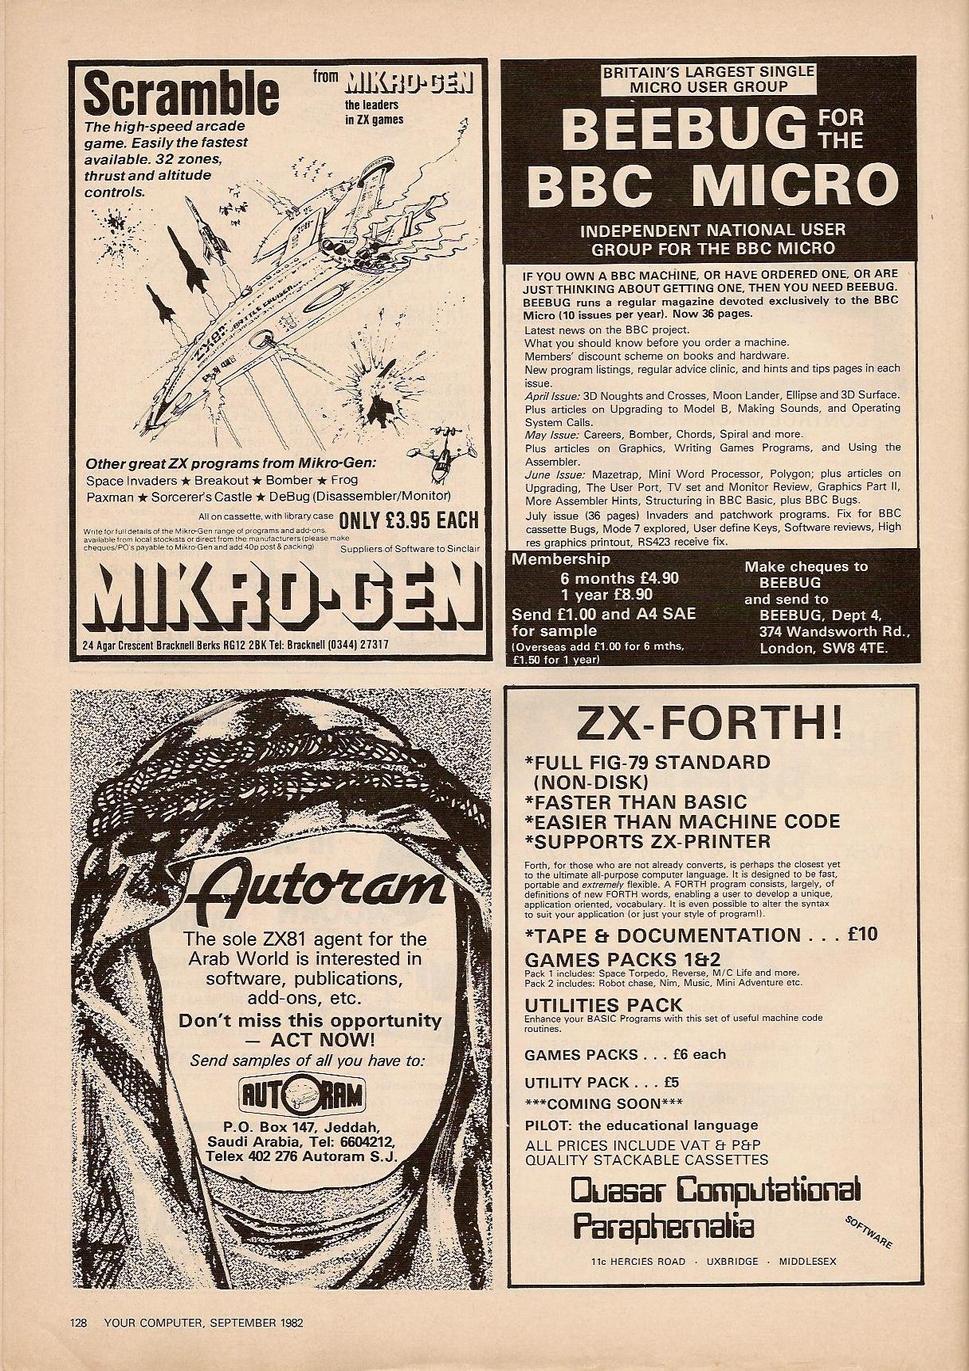 Scramble
from MIKRO-GEN
the leaders
in ZX games
The high-speed arcade
game. Easily the fastest
available. 32 zones,
thrust and altitude
controls.
ZX81 BATTLE CRUISER
Other great ZX programs from Mikro-Gen:
Space Invaders ★ Breakout ★ Bomber ★ Frog
Paxman ★ Sorcerer's Castle ★ DeBug (Disassembler/Monitor)
All on cassette, with library case ONLY £3.95 EACH
Write for full details of the Mikro-Gen range of programs and add-ons,
available from local stockists or direct from the manufacturers (please make
cheques/PO's payable to Mikro-Gen and add 40p post & packing)
Suppliers of Software to Sinclair
MIKRO-GEN
24 Agar Crescent Bracknell Berks RG12 2BK Tel: Bracknell (0344) 27317
BRITAIN'S LARGEST SINGLE
MICRO USER GROUP
BEEBUG FOR THE
BBC MICRO
INDEPENDENT NATIONAL USER
GROUP FOR THE BBC MICRO
IF YOU OWN A BBC MACHINE, OR HAVE ORDERED ONE, OR ARE
JUST THINKING ABOUT GETTING ONE, THEN YOU NEED BEEBUG.
BEEBUG runs a regular magazine devoted exclusively to the BBC
Micro (10 issues per year). Now 36 pages.
Latest news on the BBC project.
What you should know before you order a machine.
Members' discount scheme on books and hardware.
New program listings, regular advice clinic, and hints and tips pages in each
issue.
April Issue: 3D Noughts and Crosses, Moon Lander, Ellipse and 3D Surface.
Plus articles on Upgrading to Model B, Making Sounds, and Operating
System Calls.
May Issue: Careers, Bomber, Chords, Spiral and more.
Plus articles on Graphics, Writing Games Programs, and Using the
Assembler.
June Issue: Mazetrap, Mini Word Processor, Polygon; plus articles on
Upgrading, The User Port, TV set and Monitor Review, Graphics Part II,
More Assembler Hints, Structuring in BBC Basic, plus BBC Bugs.
July issue (36 pages) Invaders and patchwork programs. Fix for BBC
cassette Bugs, Mode 7 explored, User define Keys, Software reviews, High
res graphics printout, RS423 receive fix.
Membership
6 months £4.90
1 year £8.90
Send £1.00 and A4 SAE
for sample
(Overseas add £1.00 for 6 mths,
£1.50 for 1 year)
Make cheques to
BEEBUG
and send to
BEEBUG, Dept 4,
374 Wandsworth Rd.,
London, SW8 4TE.
Autoram
The sole ZX81 agent for the
Arab World is interested in
software, publications,
add-ons, etc.
Don't miss this opportunity
— ACT NOW!
Send samples of all you have to:
AUTORAM
P.O. Box 147, Jeddah,
Saudi Arabia, Tel: 6604212,
Telex 402 276 Autoram S.J.
ZX-FORTH!
*FULL FIG-79 STANDARD
(NON-DISK)
*FASTER THAN BASIC
*EASIER THAN MACHINE CODE
*SUPPORTS ZX-PRINTER
Forth, for those who are not already converts, is perhaps the closest yet
to the ultimate all-purpose computer language. It is designed to be fast,
portable and extremely flexible. A FORTH program consists, largely, of
definitions of new FORTH words, enabling a user to develop a unique,
application oriented, vocabulary. It is even possible to alter the syntax
to suit your application (or just your style of program!).
*TAPE & DOCUMENTATION . . . £10
GAMES PACKS 1&2
Pack 1 includes: Space Torpedo, Reverse, M/C Life and more.
Pack 2 includes: Robot chase, Nim, Music, Mini Adventure etc.
UTILITIES PACK
Enhance your BASIC Programs with this set of useful machine code
routines.
GAMES PACKS . . . £6 each
UTILITY PACK . . . £5
***COMING SOON***
PILOT: the educational language
ALL PRICES INCLUDE VAT & P&P
QUALITY STACKABLE CASSETTES
Quasar Computational
Paraphernalia
SOFTWARE
11c HERCIES ROAD · UXBRIDGE · MIDDLESEX
128 YOUR COMPUTER, SEPTEMBER 1982